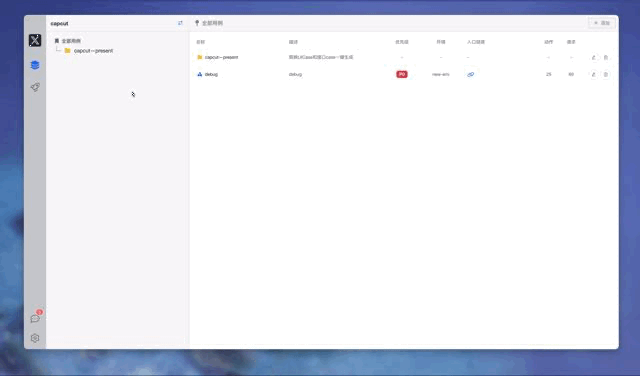 capcut
全部用例
capcut—present
全部用例
+ 添加
名称 描述 优先级 环境 入口链接 动作 请求
capcut—present 视频UICase和接口case一键生成 - - - - -
debug debug P0 new-env 25 66